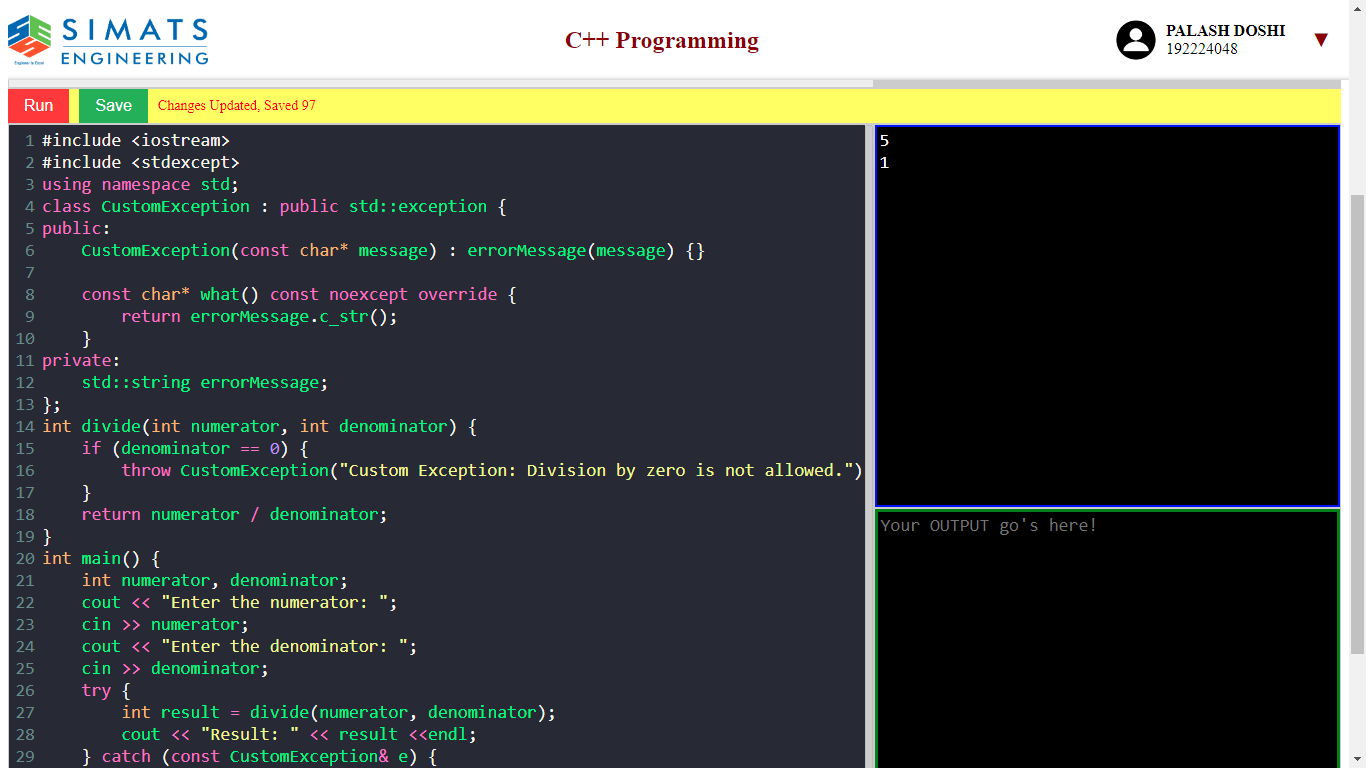 SIMATS
ENGINEERING
Engineer to Excel
C++ Programming
PALASH DOSHI
192224048
▼
Run
Save
Changes Updated, Saved 97
1 #include <iostream>
2 #include <stdexcept>
3 using namespace std;
4 class CustomException : public std::exception {
5 public:
6     CustomException(const char* message) : errorMessage(message) {}
7
8     const char* what() const noexcept override {
9         return errorMessage.c_str();
10     }
11 private:
12     std::string errorMessage;
13 };
14 int divide(int numerator, int denominator) {
15     if (denominator == 0) {
16         throw CustomException("Custom Exception: Division by zero is not allowed.")
17     }
18     return numerator / denominator;
19 }
20 int main() {
21     int numerator, denominator;
22     cout << "Enter the numerator: ";
23     cin >> numerator;
24     cout << "Enter the denominator: ";
25     cin >> denominator;
26     try {
27         int result = divide(numerator, denominator);
28         cout << "Result: " << result <<endl;
29     } catch (const CustomException& e) {
5
1
Your OUTPUT go's here!